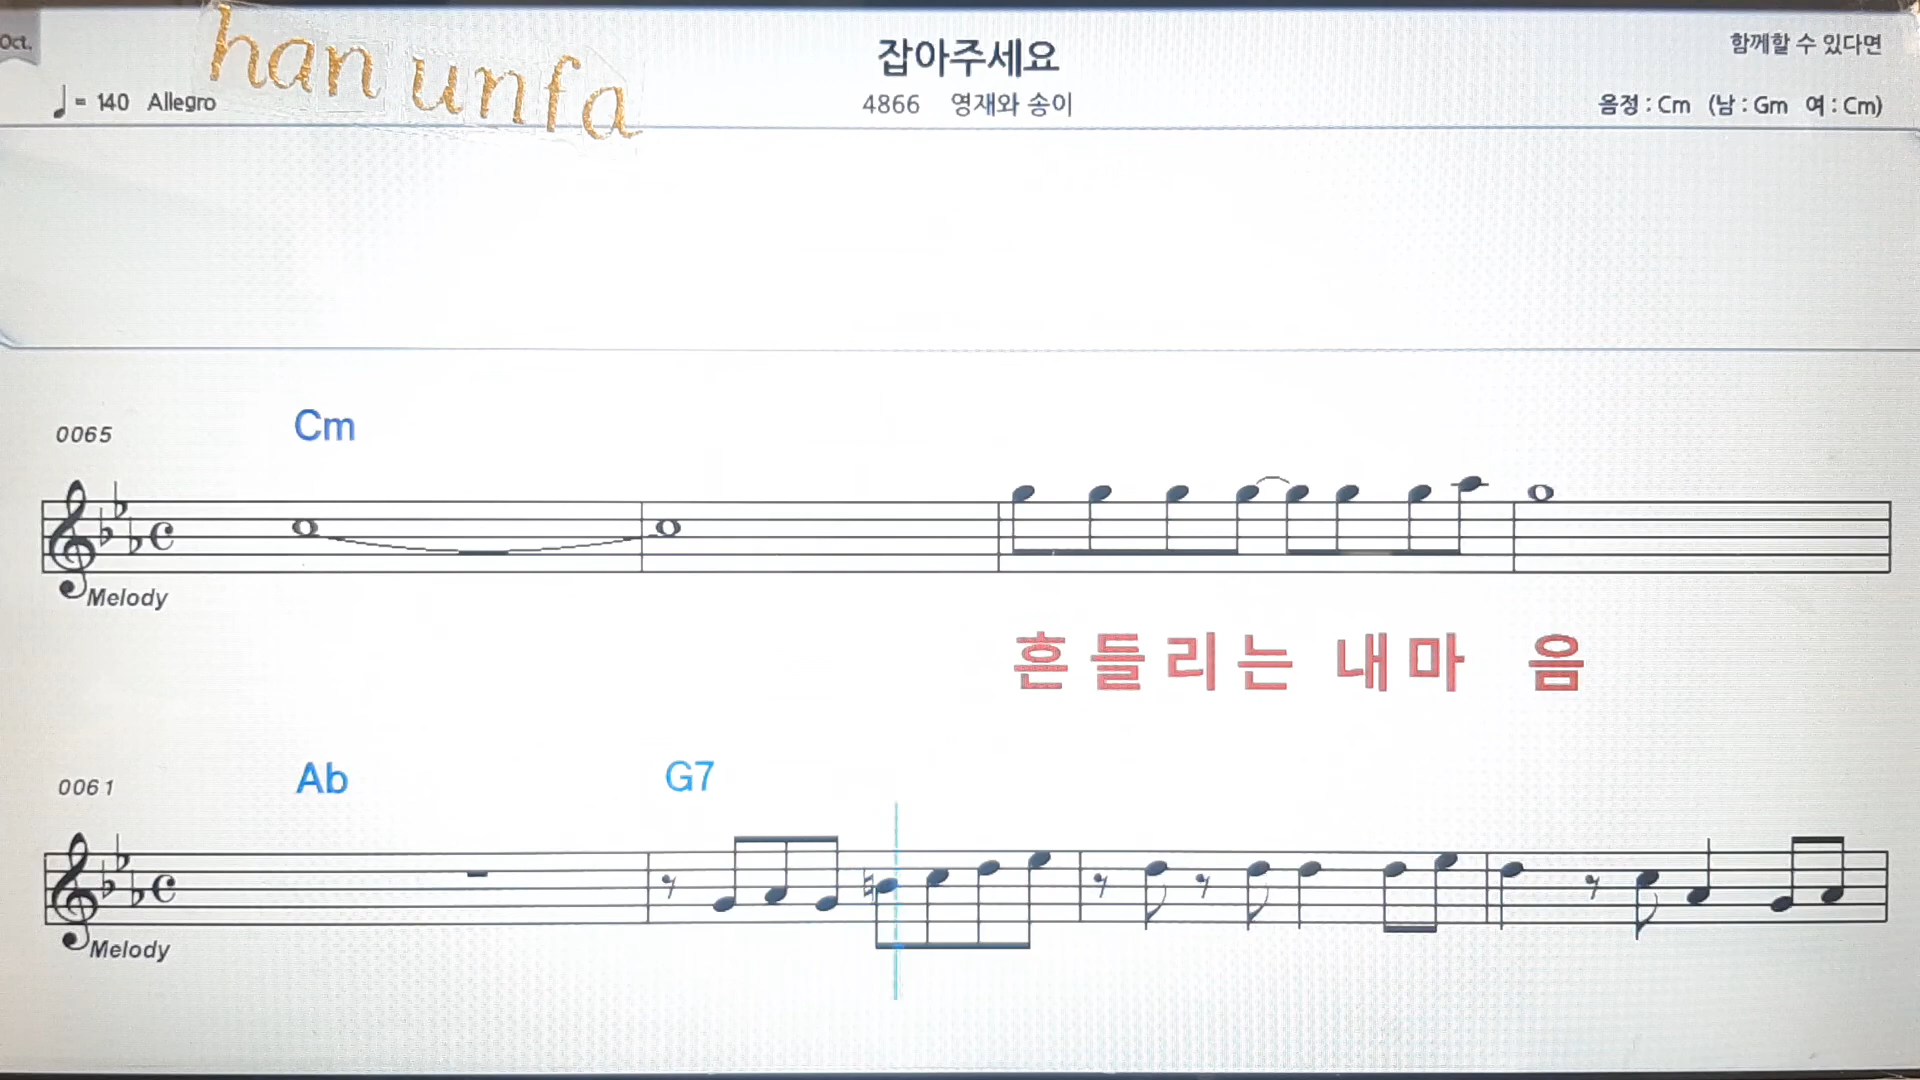 Oct.
han unfa
잡아주세요
함께할 수 있다면
♩ = 140 Allegro
4866 영재와 송이
음정 : Cm (남 : Gm 여 : Cm)
0065
Cm
Melody
흔들리는 내마 음
0061
Ab G7
Melody